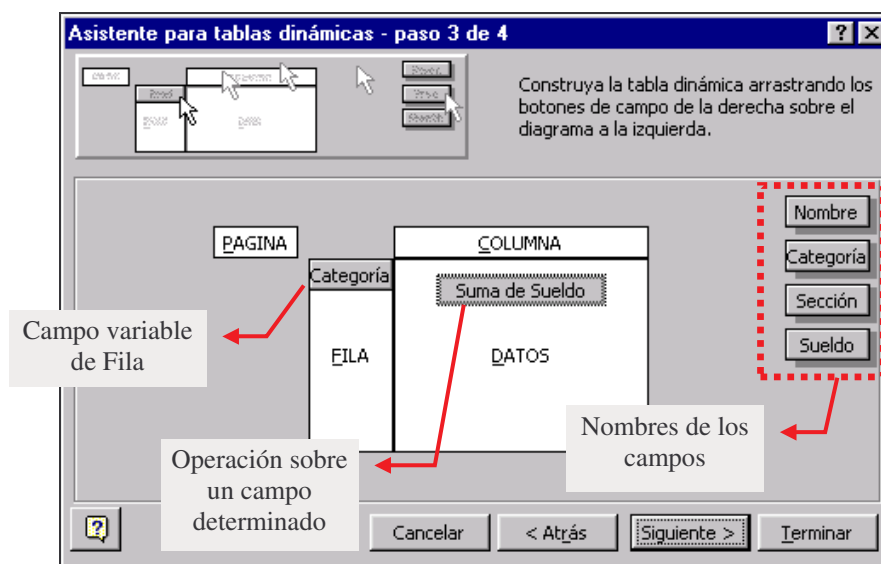 Asistente para tablas dinámicas - paso 3 de 4
Construya la tabla dinámica arrastrando los
botones de campo de la derecha sobre el
diagrama a la izquierda.
PAGINA
COLUMNA
Categoría
Suma de Sueldo
FILA
DATOS
Nombre
Categoría
Sección
Sueldo
Campo variable
de Fila
Operación sobre
un campo
determinado
Nombres de los
campos
Cancelar
< Atrás
Siguiente >
Terminar